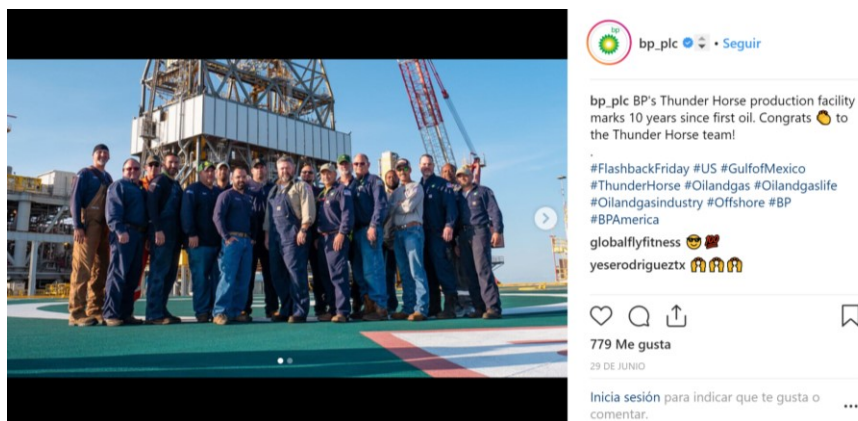 bp
bp_plc • Seguir
bp_plc BP's Thunder Horse production facility
marks 10 years since first oil. Congrats 👏 to
the Thunder Horse team!
.
#FlashbackFriday #US #GulfofMexico
#ThunderHorse #Oilandgas #Oilandgaslife
#Oilandgasindustry #Offshore #BP
#BPAmerica
globalflyfitness 😎💯
yeserodrigueztx 🙌🙌🙌
779 Me gusta
29 DE JUNIO
Inicia sesión para indicar que te gusta o
comentar.